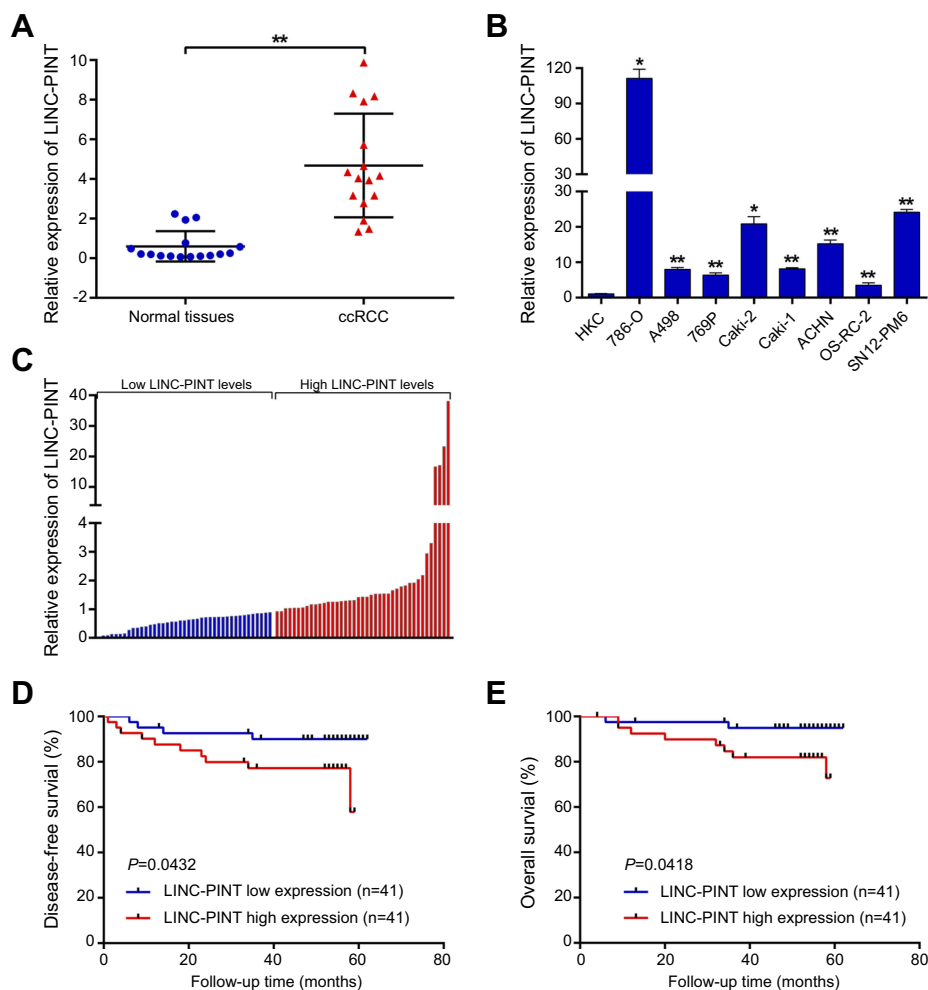 A
Relative expression of LINC-PINT
**
10
8
6
4
2
0
-2
Normal tissues
ccRCC
B
Relative expression of LINC-PINT
120
90
60
30
30
20
10
0
*
**
**
*
**
**
**
**
HKC
786-O
A498
769P
Caki-2
Caki-1
ACHN
OS-RC-2
SN12-PM6
C
Relative expression of LINC-PINT
Low LINC-PINT levels
High LINC-PINT levels
40
30
20
10
4
3
2
1
0
D
Disease-free survial (%)
100
80
60
40
20
0
P=0.0432
LINC-PINT low expression (n=41)
LINC-PINT high expression (n=41)
0
20
40
60
80
Follow-up time (months)
E
Overall survial (%)
100
80
60
40
20
0
P=0.0418
LINC-PINT low expression (n=41)
LINC-PINT high expression (n=41)
0
20
40
60
80
Follow-up time (months)